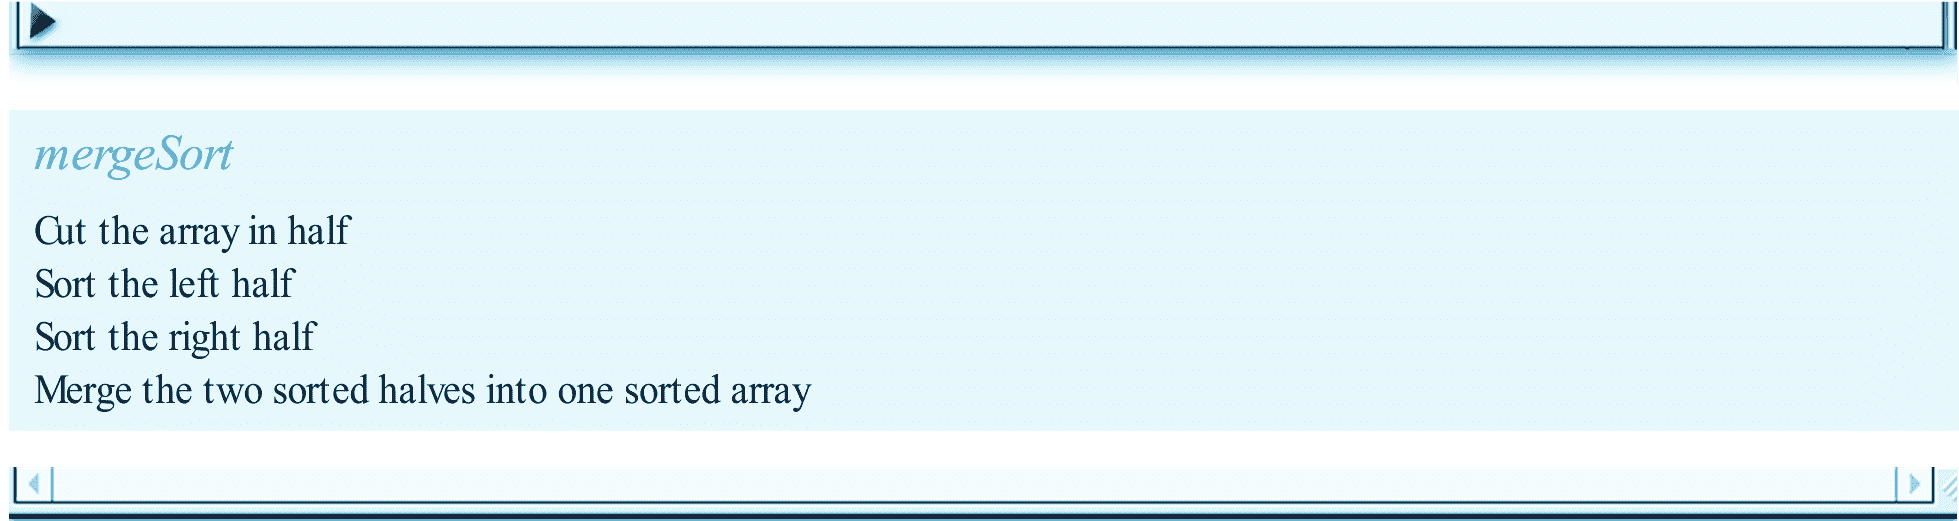 mergeSort
Cut the array in half
Sort the left half
Sort the right half
Merge the two sorted halves into one sorted array